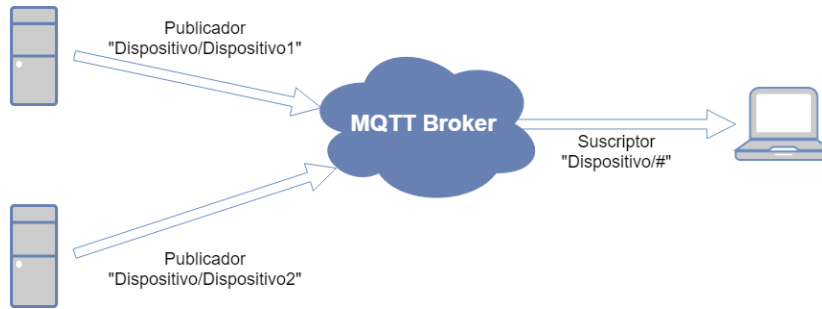 Publicador
"Dispositivo/Dispositivo1"
MQTT Broker
Suscriptor
"Dispositivo/#"
Publicador
"Dispositivo/Dispositivo2"